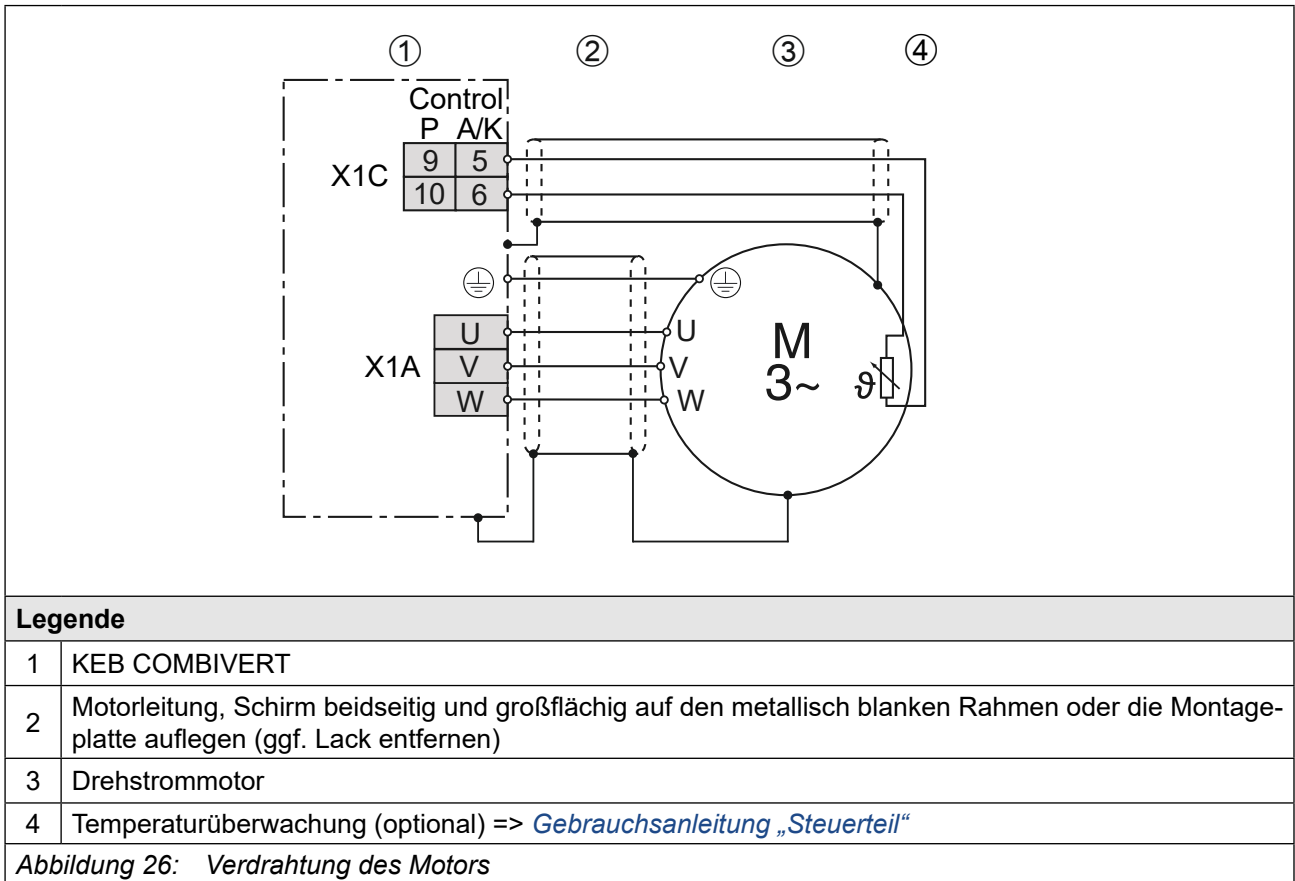 ① ② ③ ④
Control
P A/K
X1C 9 5
10 6
X1A U U
V V
W W
M
3~ ϑ
Legende
1 KEB COMBIVERT
2 Motorleitung, Schirm beidseitig und großflächig auf den metallisch blanken Rahmen oder die Montage-
platte auflegen (ggf. Lack entfernen)
3 Drehstrommotor
4 Temperaturüberwachung (optional) => Gebrauchsanleitung „Steuerteil“
Abbildung 26: Verdrahtung des Motors